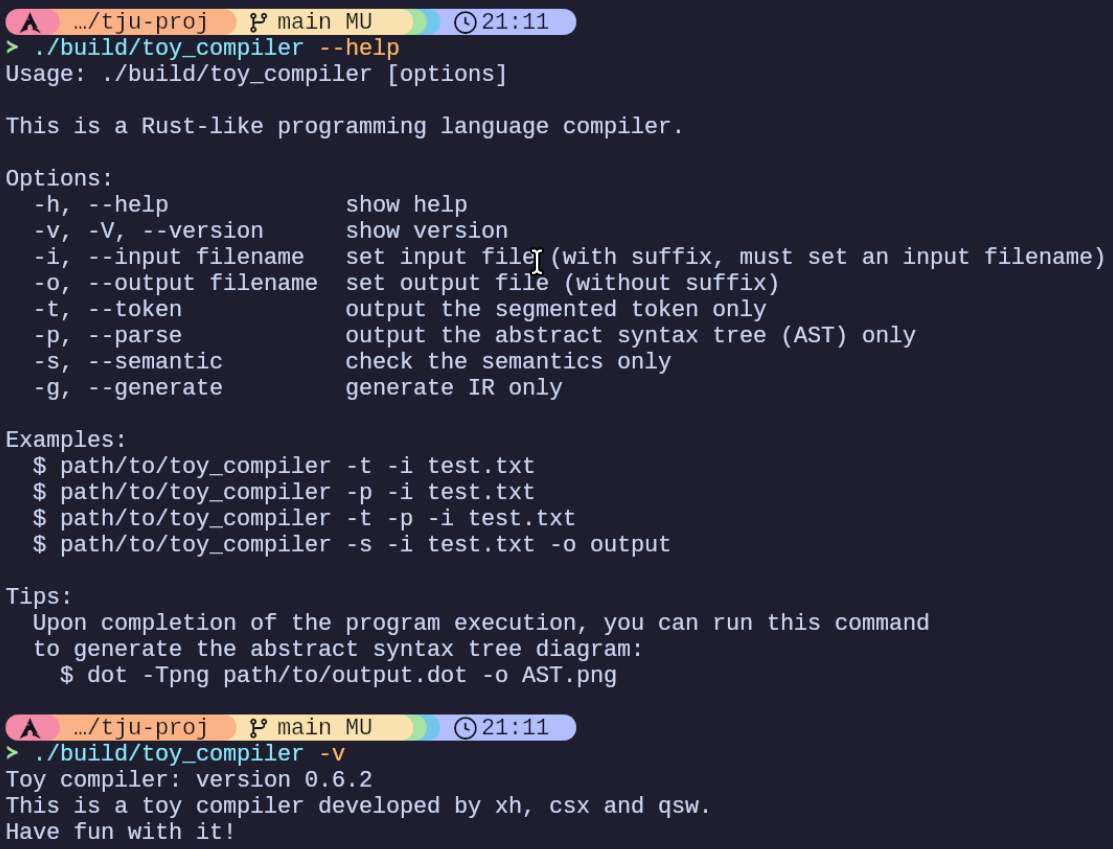 …/tju-proj main MU 21:11
> ./build/toy_compiler --help
Usage: ./build/toy_compiler [options]
This is a Rust-like programming language compiler.
Options:
-h, --help show help
-v, -V, --version show version
-i, --input filename set input file (with suffix, must set an input filename)
-o, --output filename set output file (without suffix)
-t, --token output the segmented token only
-p, --parse output the abstract syntax tree (AST) only
-s, --semantic check the semantics only
-g, --generate generate IR only
Examples:
$ path/to/toy_compiler -t -i test.txt
$ path/to/toy_compiler -p -i test.txt
$ path/to/toy_compiler -t -p -i test.txt
$ path/to/toy_compiler -s -i test.txt -o output
Tips:
Upon completion of the program execution, you can run this command
to generate the abstract syntax tree diagram:
$ dot -Tpng path/to/output.dot -o AST.png
…/tju-proj main MU 21:11
> ./build/toy_compiler -v
Toy compiler: version 0.6.2
This is a toy compiler developed by xh, csx and qsw.
Have fun with it!